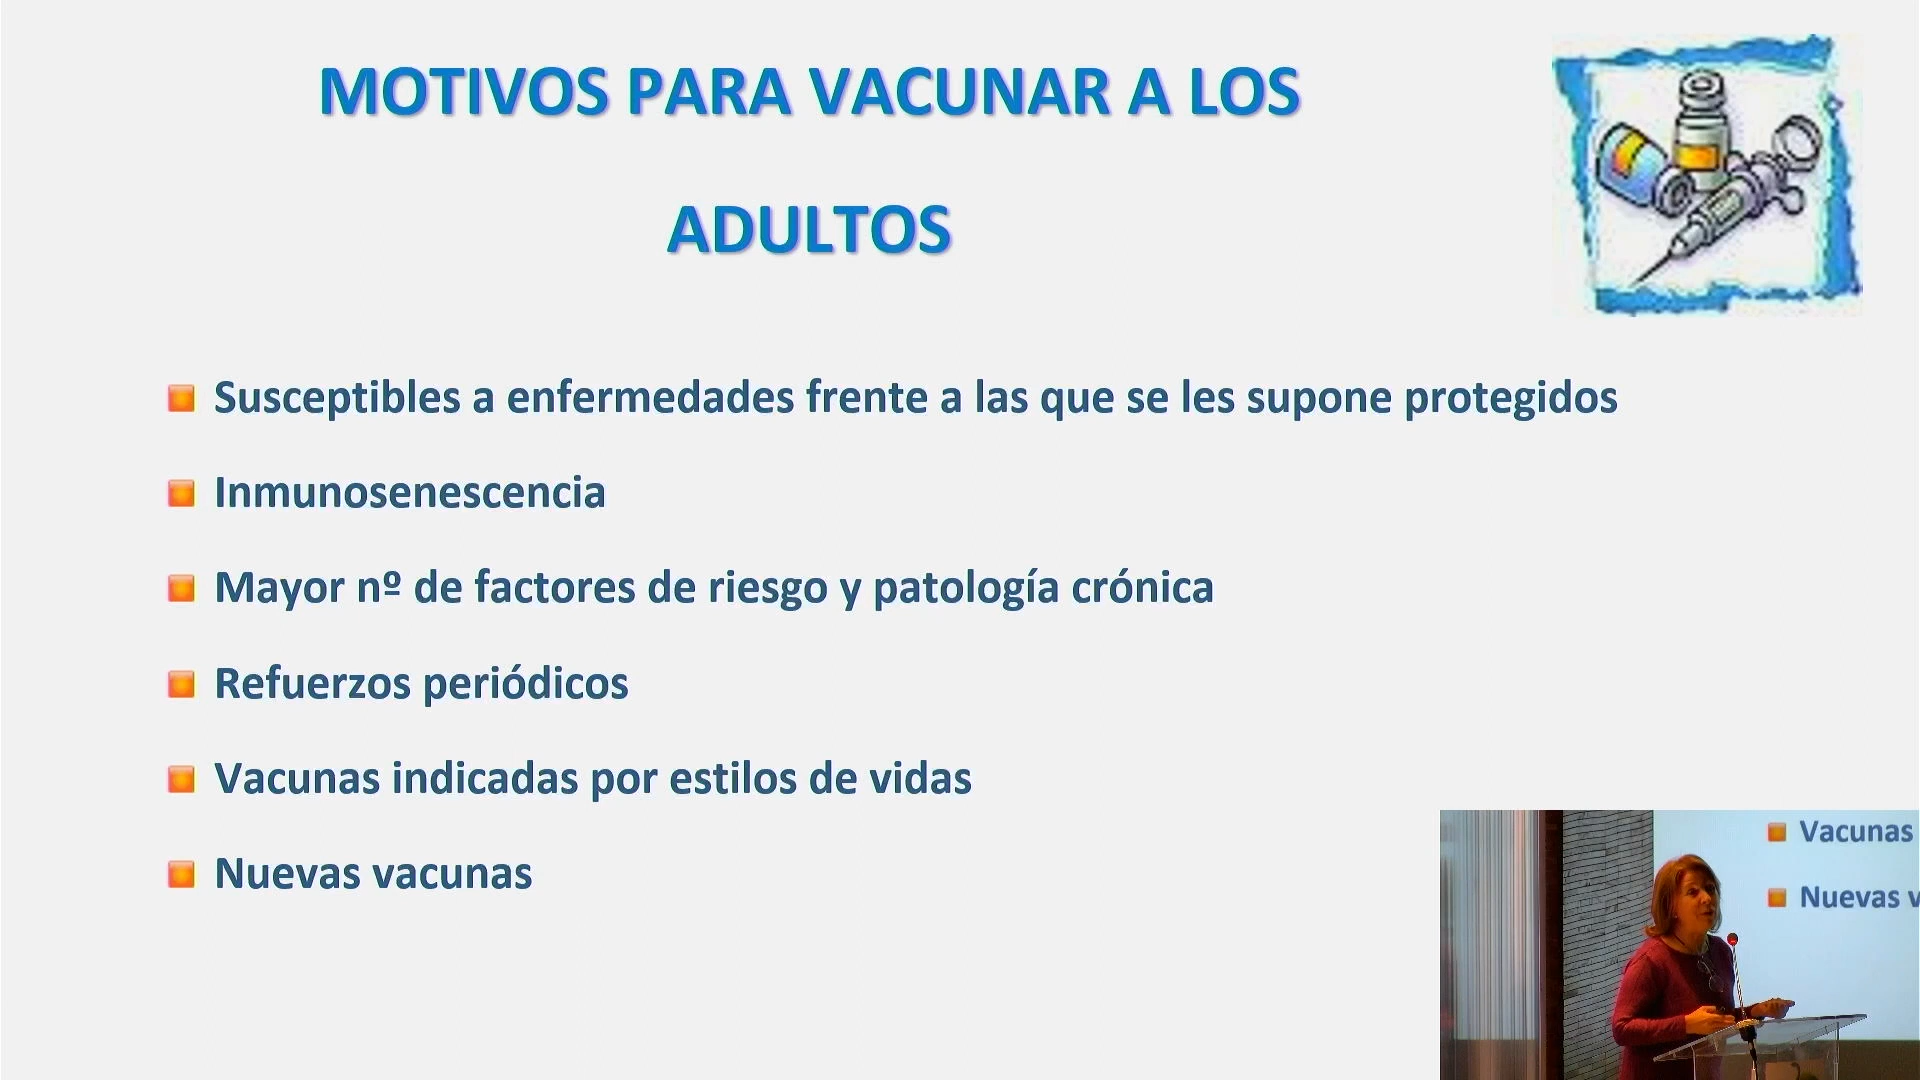 MOTIVOS PARA VACUNAR A LOS
ADULTOS
Susceptibles a enfermedades frente a las que se les supone protegidos
Inmunosenescencia
Mayor nº de factores de riesgo y patología crónica
Refuerzos periódicos
Vacunas indicadas por estilos de vidas
Nuevas vacunas
Vacunas
Nuevas v